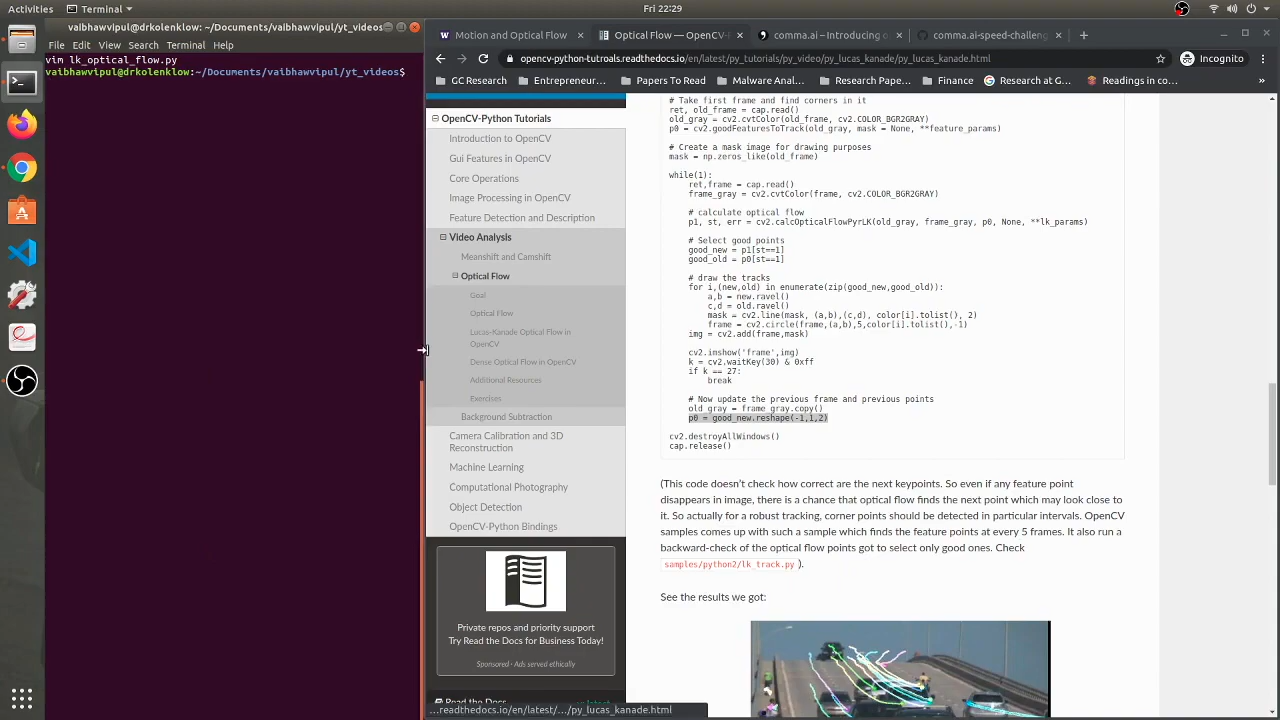 Activities
Terminal
Fri 22:29
vaibhawvipul@drkolenklow: ~/Documents/vaibhawvipul/yt_videos
File Edit View Search Terminal Help
vim lk_optical_flow.py
vaibhawvipul@drkolenklow:~/Documents/vaibhawvipul/yt_videos$
Motion and Optical Flow
Optical Flow — OpenCV-P
comma.ai – Introducing o
comma.ai-speed-challeng
opencv-python-tutroals.readthedocs.io/en/latest/py_tutorials/py_video/py_lucas_kanade/py_lucas_kanade.html
Incognito
GC Research
Entrepreneur...
Papers To Read
Malware Analy...
Research Pape...
Finance
Research at G...
Readings in co...
OpenCV-Python Tutorials
Introduction to OpenCV
Gui Features in OpenCV
Core Operations
Image Processing in OpenCV
Feature Detection and Description
Video Analysis
Meanshift and Camshift
Optical Flow
Goal
Optical Flow
Lucas-Kanade Optical Flow in
OpenCV
Dense Optical Flow in OpenCV
Additional Resources
Exercises
Background Subtraction
Camera Calibration and 3D
Reconstruction
Machine Learning
Computational Photography
Object Detection
OpenCV-Python Bindings
Private repos and priority support
Try Read the Docs for Business Today!
Sponsored · Ads served ethically
# Take first frame and find corners in it
ret, old_frame = cap.read()
old_gray = cv2.cvtColor(old_frame, cv2.COLOR_BGR2GRAY)
p0 = cv2.goodFeaturesToTrack(old_gray, mask = None, **feature_params)
# Create a mask image for drawing purposes
mask = np.zeros_like(old_frame)
while(1):
ret,frame = cap.read()
frame_gray = cv2.cvtColor(frame, cv2.COLOR_BGR2GRAY)
# calculate optical flow
p1, st, err = cv2.calcOpticalFlowPyrLK(old_gray, frame_gray, p0, None, **lk_params)
# Select good points
good_new = p1[st==1]
good_old = p0[st==1]
# draw the tracks
for i,(new,old) in enumerate(zip(good_new,good_old)):
a,b = new.ravel()
c,d = old.ravel()
mask = cv2.line(mask, (a,b),(c,d), color[i].tolist(), 2)
frame = cv2.circle(frame,(a,b),5,color[i].tolist(),-1)
img = cv2.add(frame,mask)
cv2.imshow('frame',img)
k = cv2.waitKey(30) & 0xff
if k == 27:
break
# Now update the previous frame and previous points
old_gray = frame_gray.copy()
p0 = good_new.reshape(-1,1,2)
cv2.destroyAllWindows()
cap.release()
(This code doesn't check how correct are the next keypoints. So even if any feature point
disappears in image, there is a chance that optical flow finds the next point which may look close to
it. So actually for a robust tracking, corner points should be detected in particular intervals. OpenCV
samples comes up with such a sample which finds the feature points at every 5 frames. It also run a
backward-check of the optical flow points got to select only good ones. Check
samples/python2/lk_track.py ).
See the results we got:
...readthedocs.io/en/latest/.../py_lucas_kanade.html